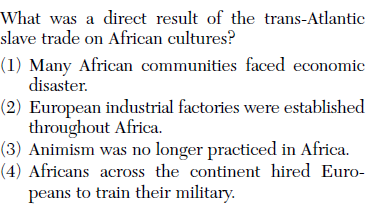 What was a direct result of the trans-Atlantic
slave trade on African cultures?
(1) Many African communities faced economic
disaster.
(2) European industrial factories were established
throughout Africa.
(3) Animism was no longer practiced in Africa.
(4) Africans across the continent hired Euro-
peans to train their military.